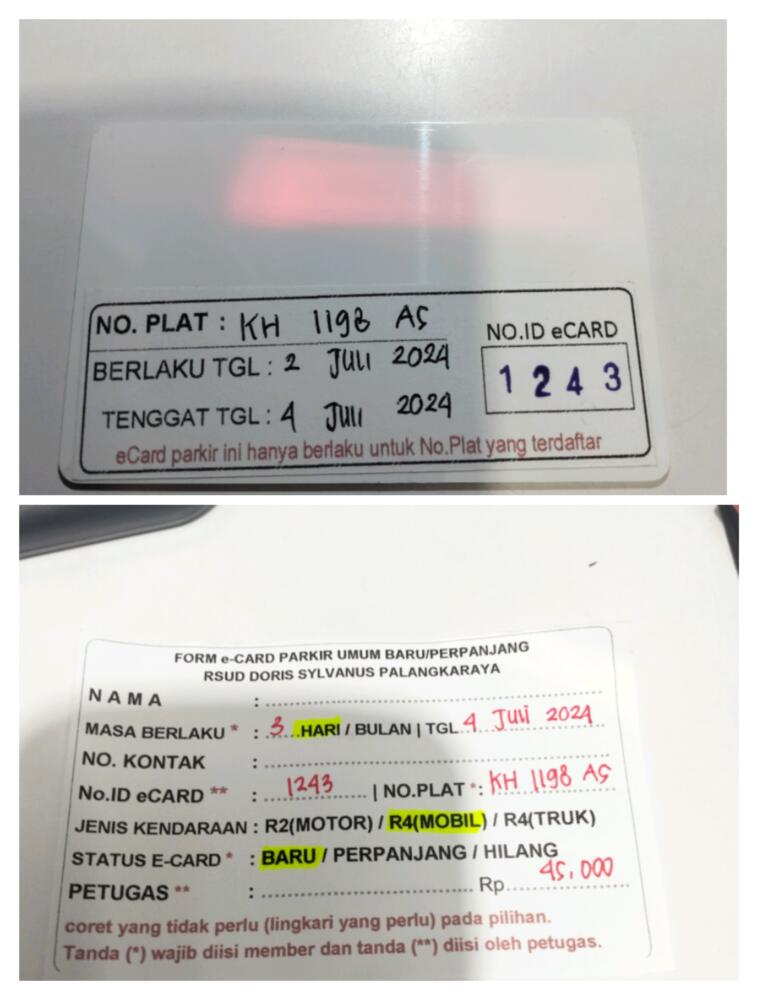 NO. PLAT : KH 1198 AS
NO.ID eCARD
BERLAKU TGL : 2 JULI 2024
1243
TENGGAT TGL : 4 JULI 2024
eCard parkir ini hanya berlaku untuk No.Plat yang terdaftar
FORM e-CARD PARKIR UMUM BARU/PERPANJANG
RSUD DORIS SYLVANUS PALANGKARAYA
NAMA : ..............................
MASA BERLAKU * : 3 HARI / BULAN | TGL. 4 JULI 2024
NO. KONTAK : ..............................
No.ID eCARD ** : 1243 | NO.PLAT *: KH 1198 AS
JENIS KENDARAAN : R2(MOTOR) / R4(MOBIL) / R4(TRUK)
STATUS E-CARD * : BARU / PERPANJANG / HILANG
PETUGAS ** : .............................. Rp. 45.000
coret yang tidak perlu (lingkari yang perlu) pada pilihan.
Tanda (*) wajib diisi member dan tanda (**) diisi oleh petugas.